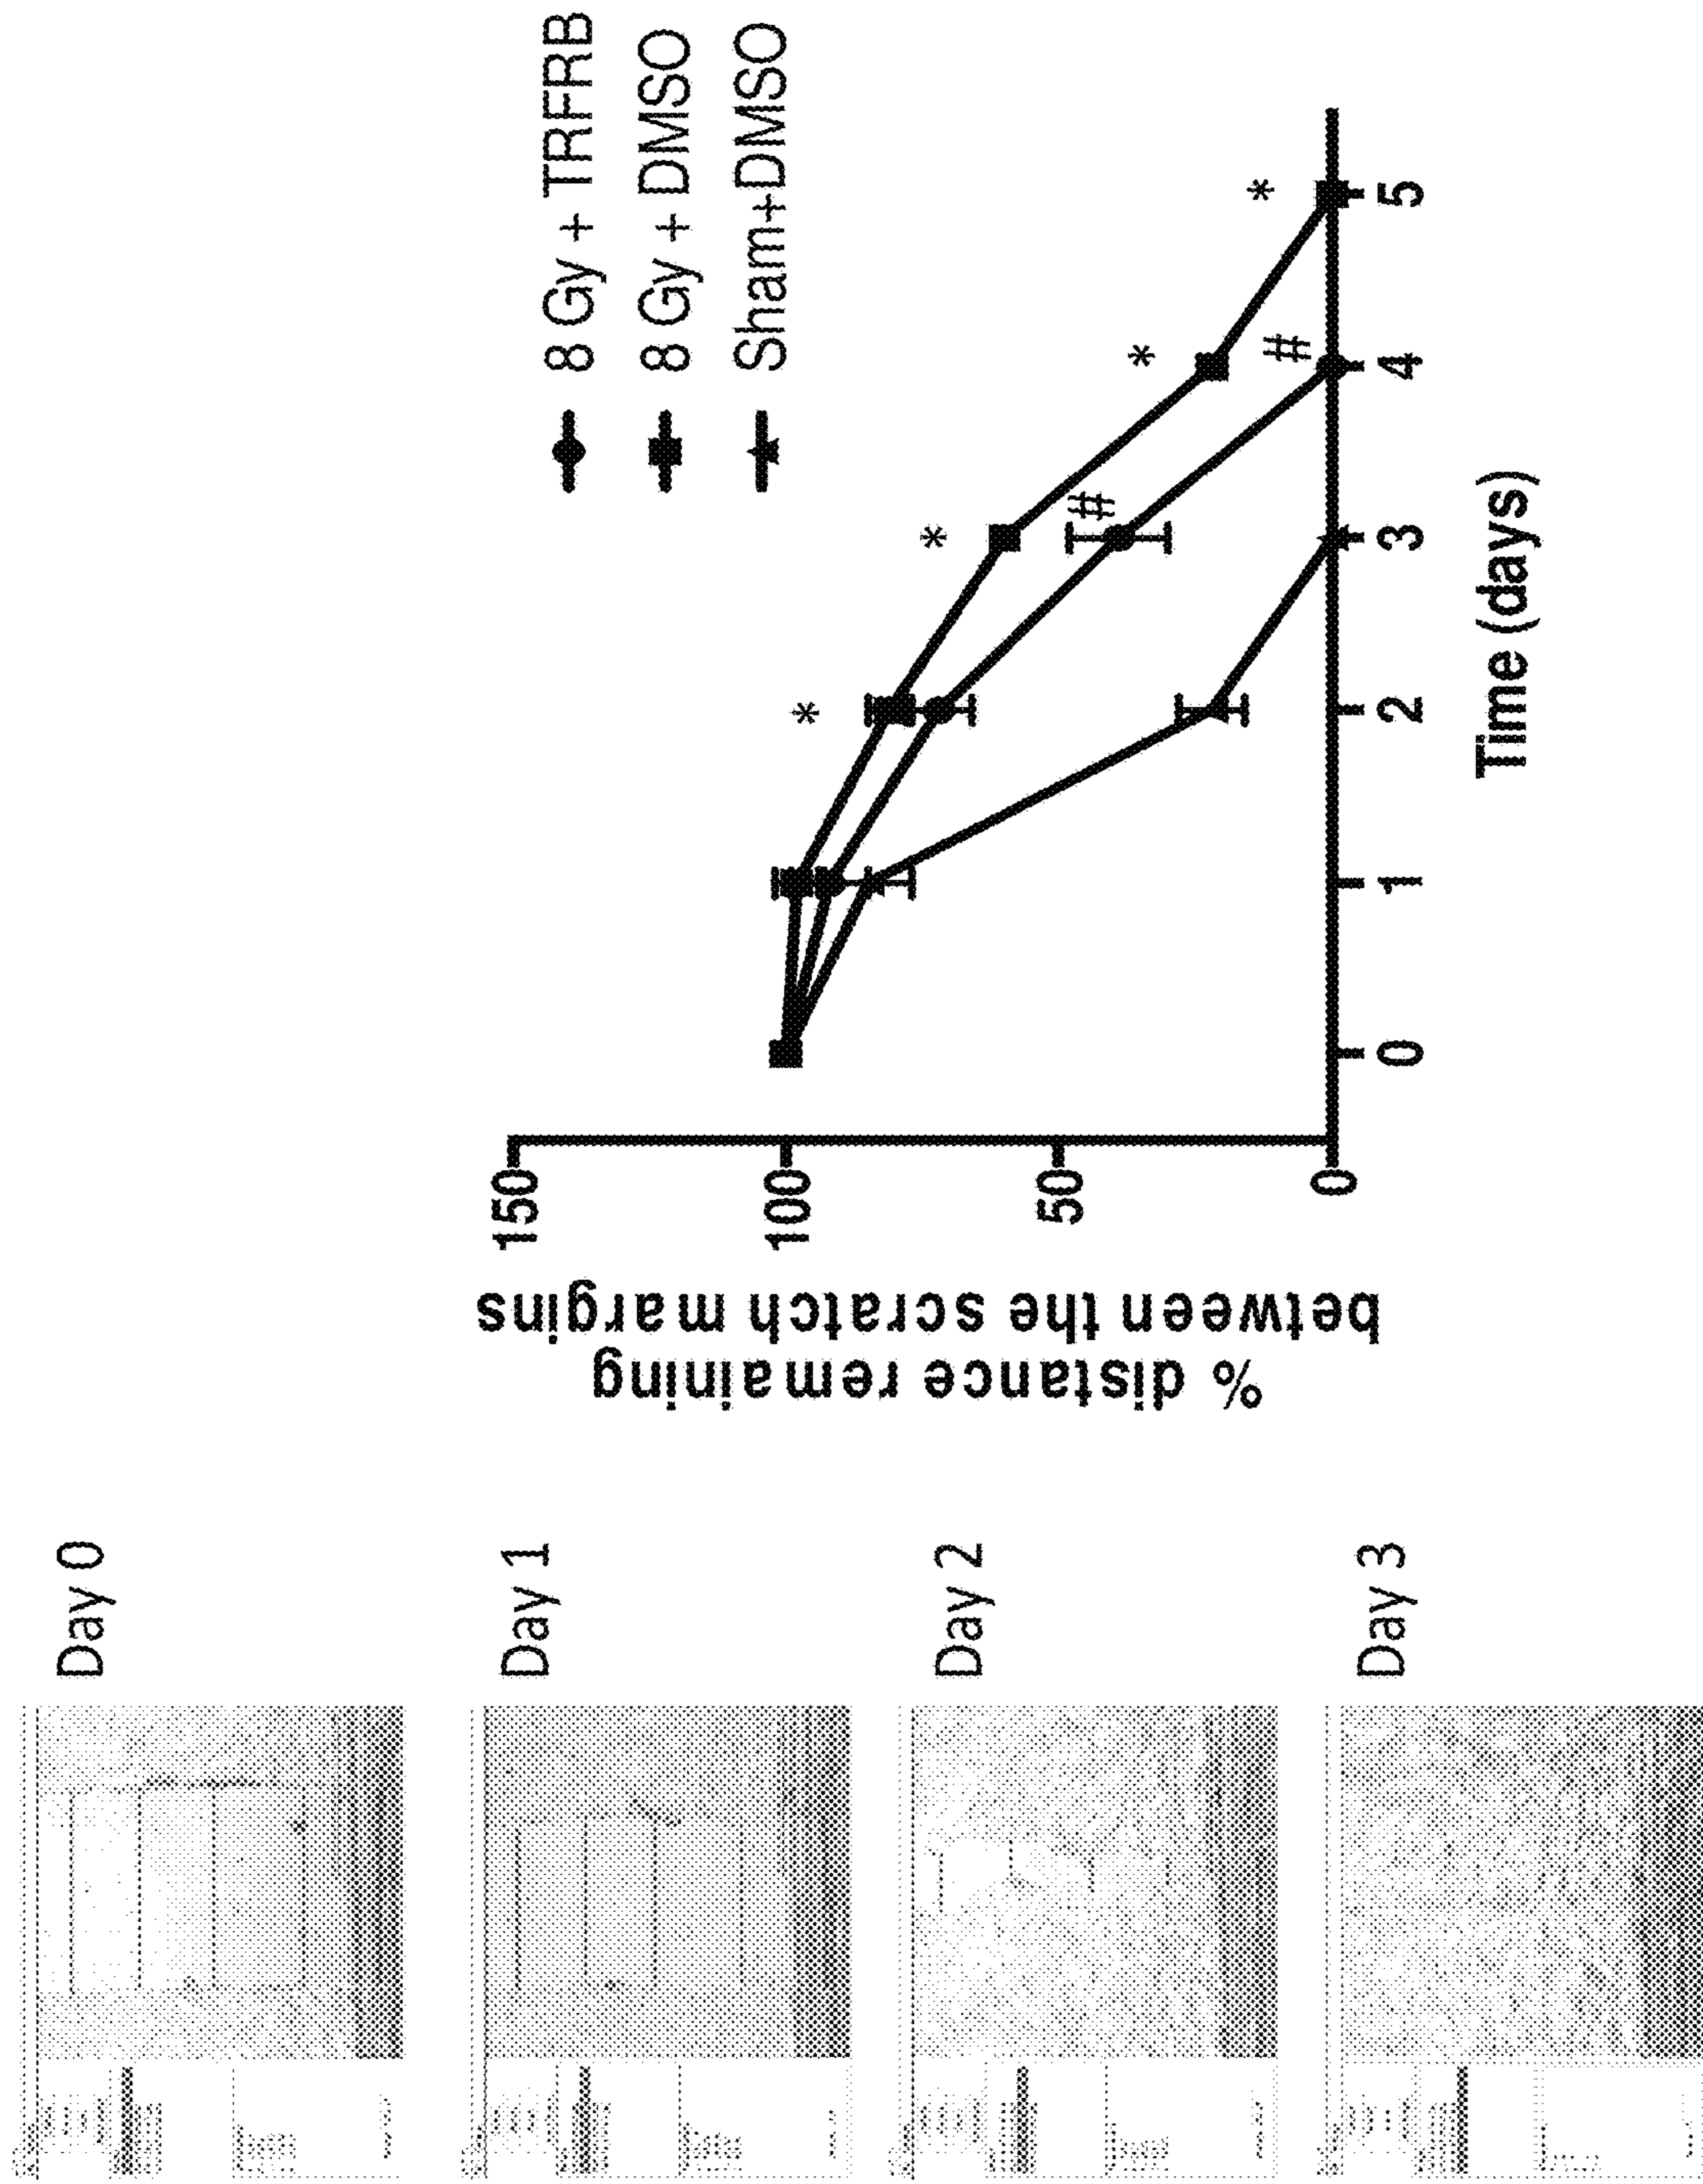 Day 0
Day 1
Day 2
Day 3
% distance remaining
between the scratch margins
150
100
50
0
0
1
2
3
4
5
Time (days)
8 Gy + TRFRB
8 Gy + DMSO
Sham+DMSO
*
*
*
*
#
#